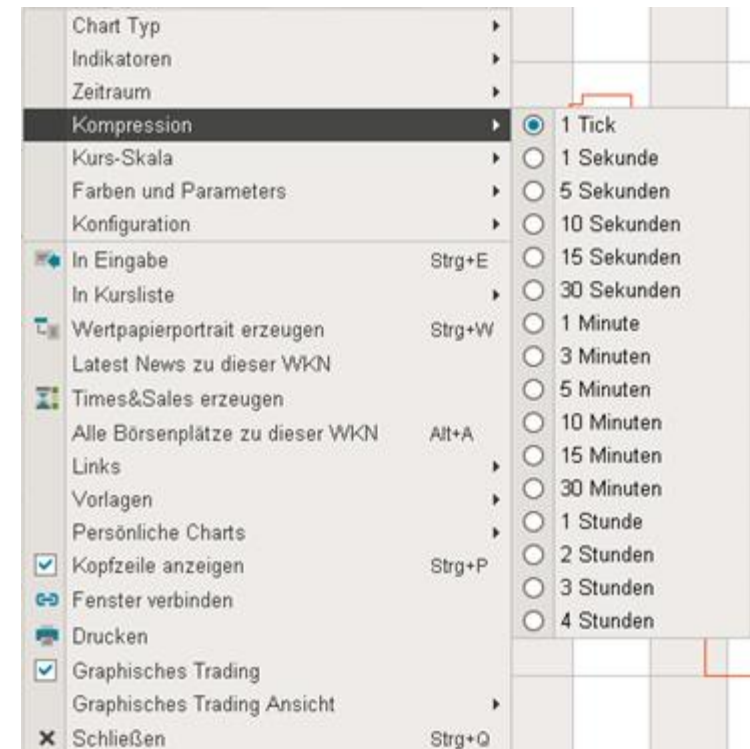 Chart Typ
Indikatoren
Zeitraum
Kompression
Kurs-Skala
Farben und Parameters
Konfiguration
In Eingabe Strg+E
In Kursliste
Wertpapierportrait erzeugen Strg+W
Latest News zu dieser WKN
Times&Sales erzeugen
Alle Börsenplätze zu dieser WKN Alt+A
Links
Vorlagen
Persönliche Charts
Kopfzeile anzeigen Strg+P
Fenster verbinden
Drucken
Graphisches Trading
Graphisches Trading Ansicht
Schließen Strg+Q
1 Tick
1 Sekunde
5 Sekunden
10 Sekunden
15 Sekunden
30 Sekunden
1 Minute
3 Minuten
5 Minuten
10 Minuten
15 Minuten
30 Minuten
1 Stunde
2 Stunden
3 Stunden
4 Stunden